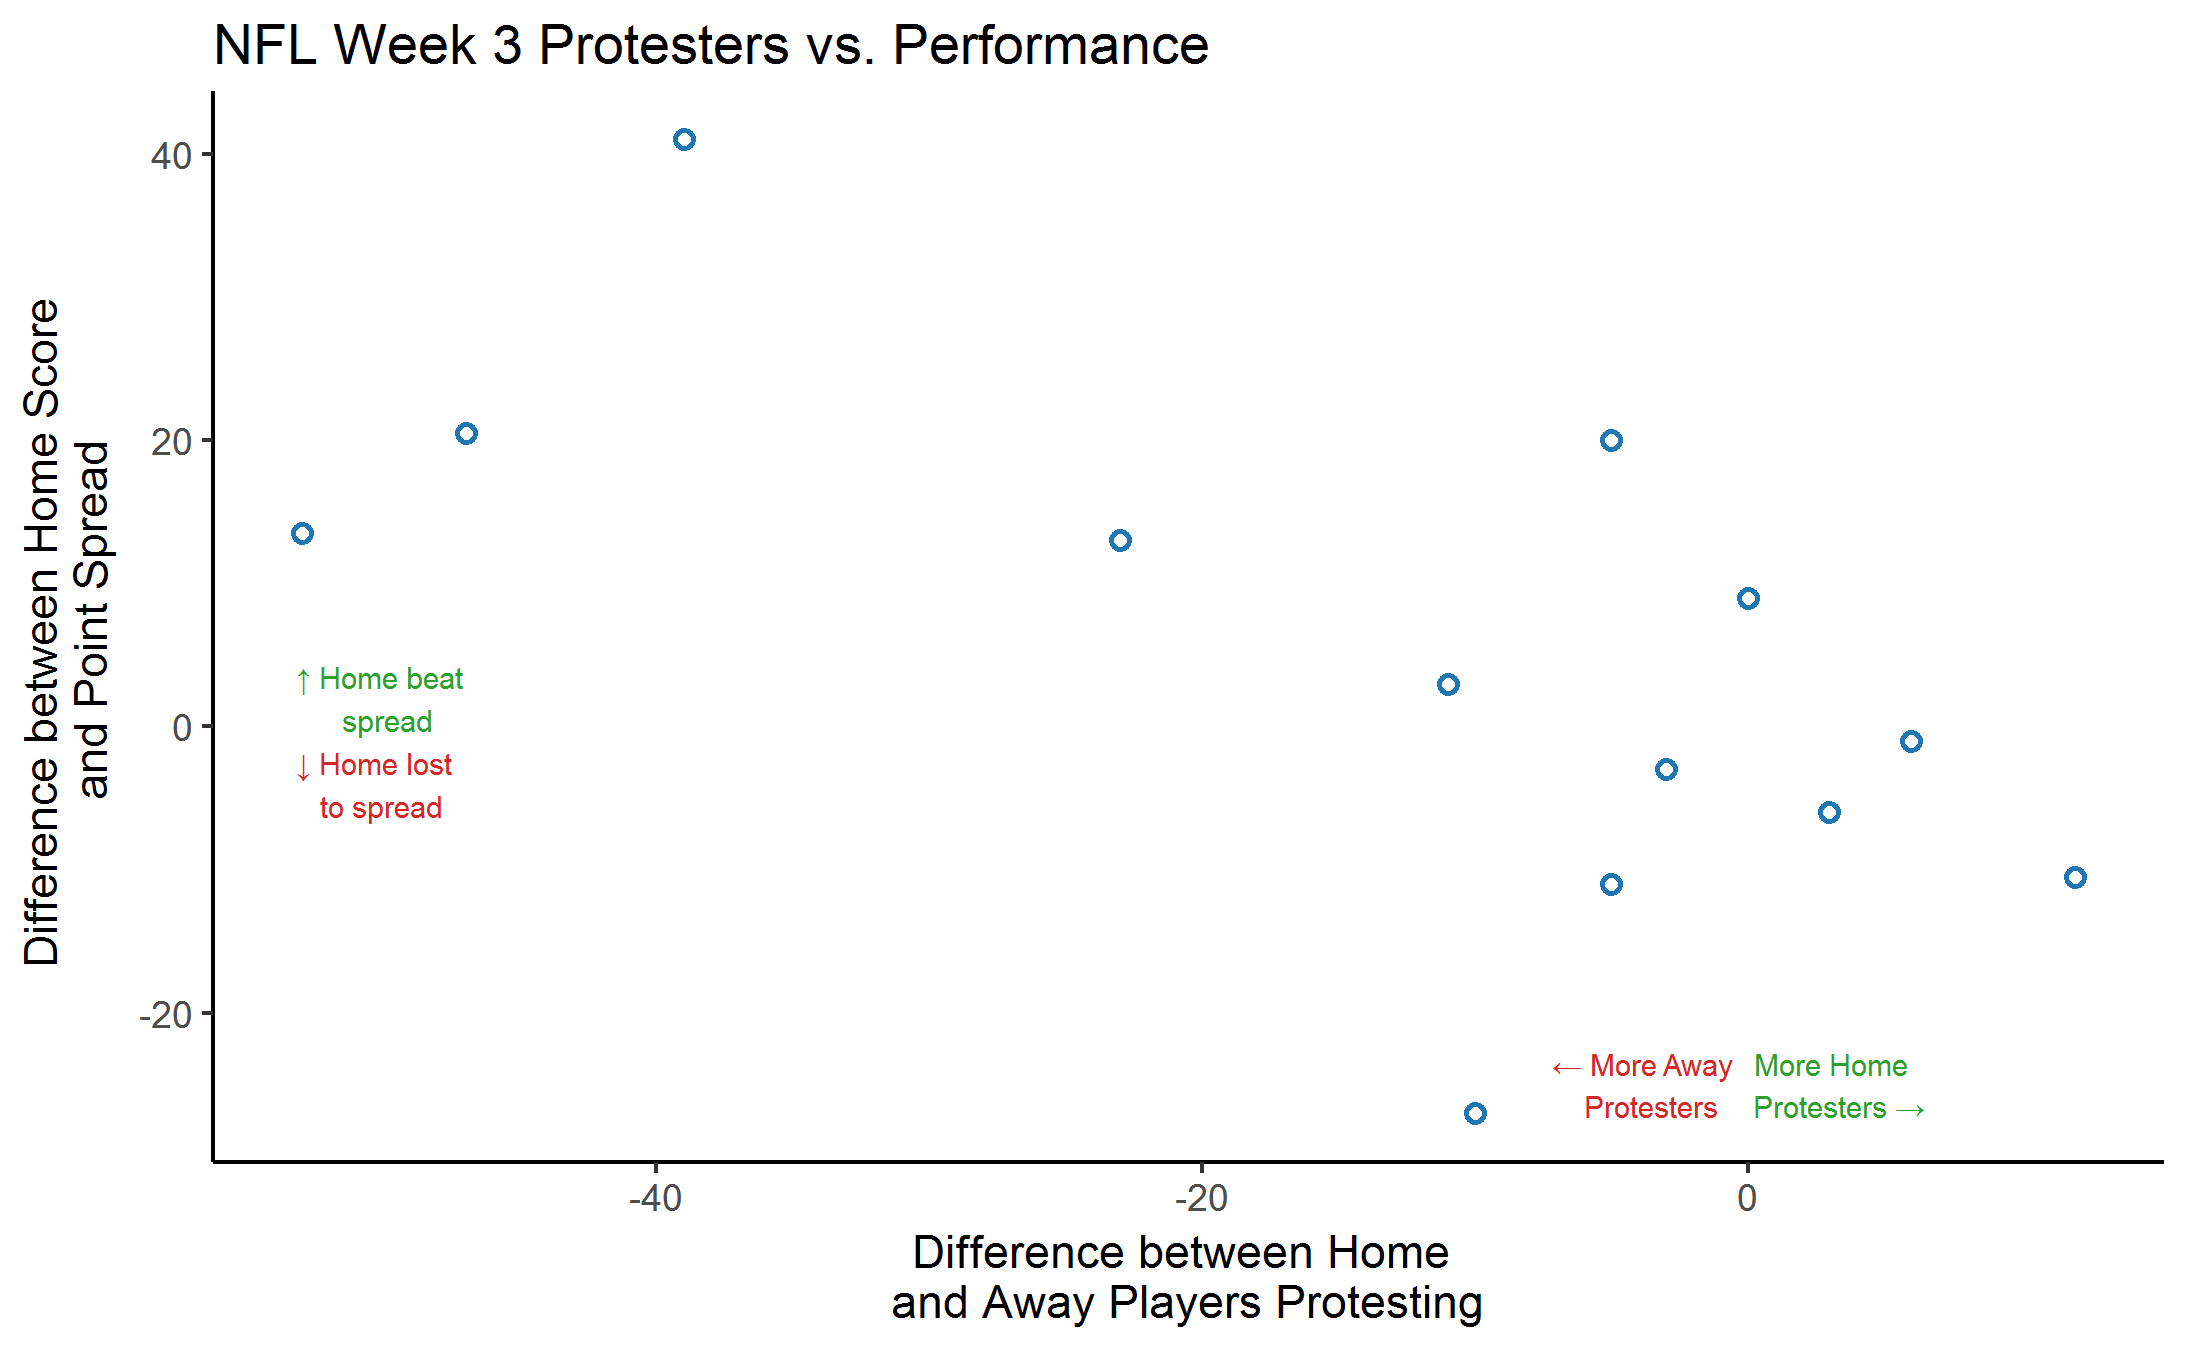 NFL Week 3 Protesters vs. Performance
Difference between Home Score
and Point Spread
40
20
0
-20
↑ Home beat
spread
↓ Home lost
to spread
← More Away
Protesters
More Home
Protesters →
-40
-20
0
Difference between Home
and Away Players Protesting